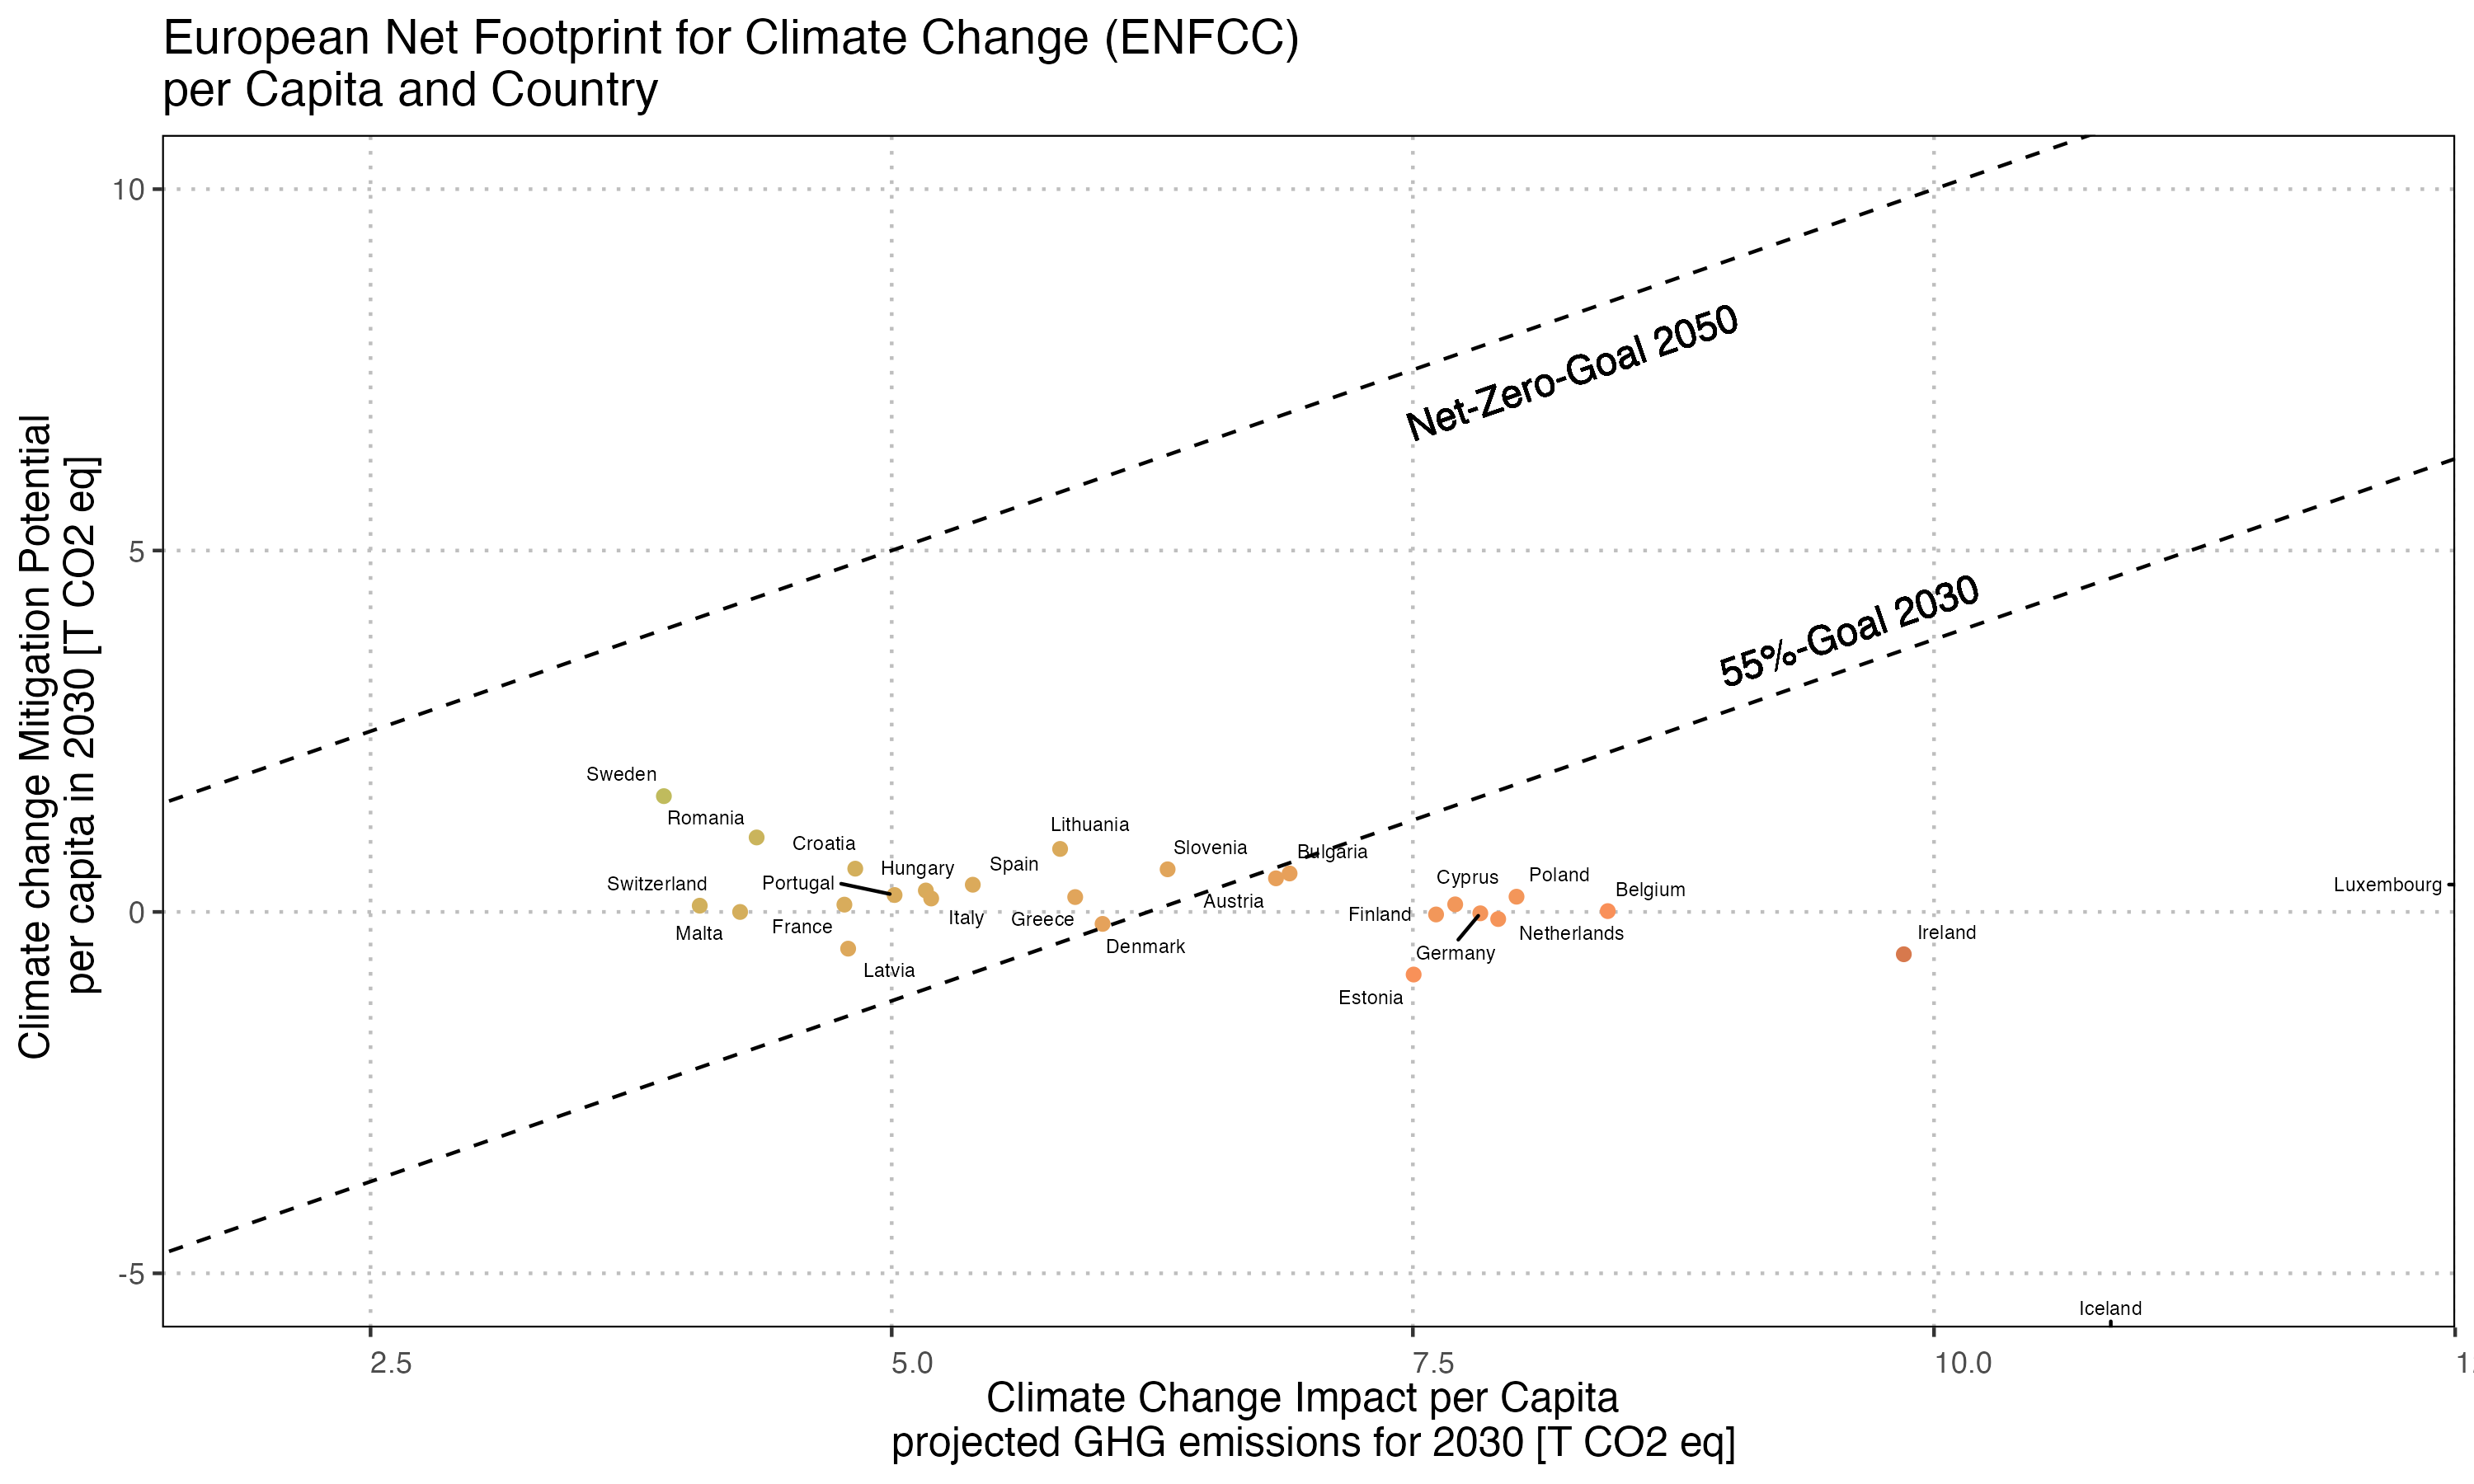 European Net Footprint for Climate Change (ENFCC)
per Capita and Country
Climate change Mitigation Potential
per capita in 2030 [T CO2 eq]
10
5
0
-5
Net-Zero-Goal 2050
55%-Goal 2030
Sweden
Romania
Lithuania
Croatia
Slovenia
Bulgaria
Hungary
Spain
Portugal
Switzerland
Cyprus
Poland
Luxembourg
Belgium
Austria
Finland
Italy
Greece
France
Malta
Netherlands
Ireland
Denmark
Germany
Latvia
Estonia
Iceland
2.5
5.0
7.5
10.0
1.
Climate Change Impact per Capita
projected GHG emissions for 2030 [T CO2 eq]